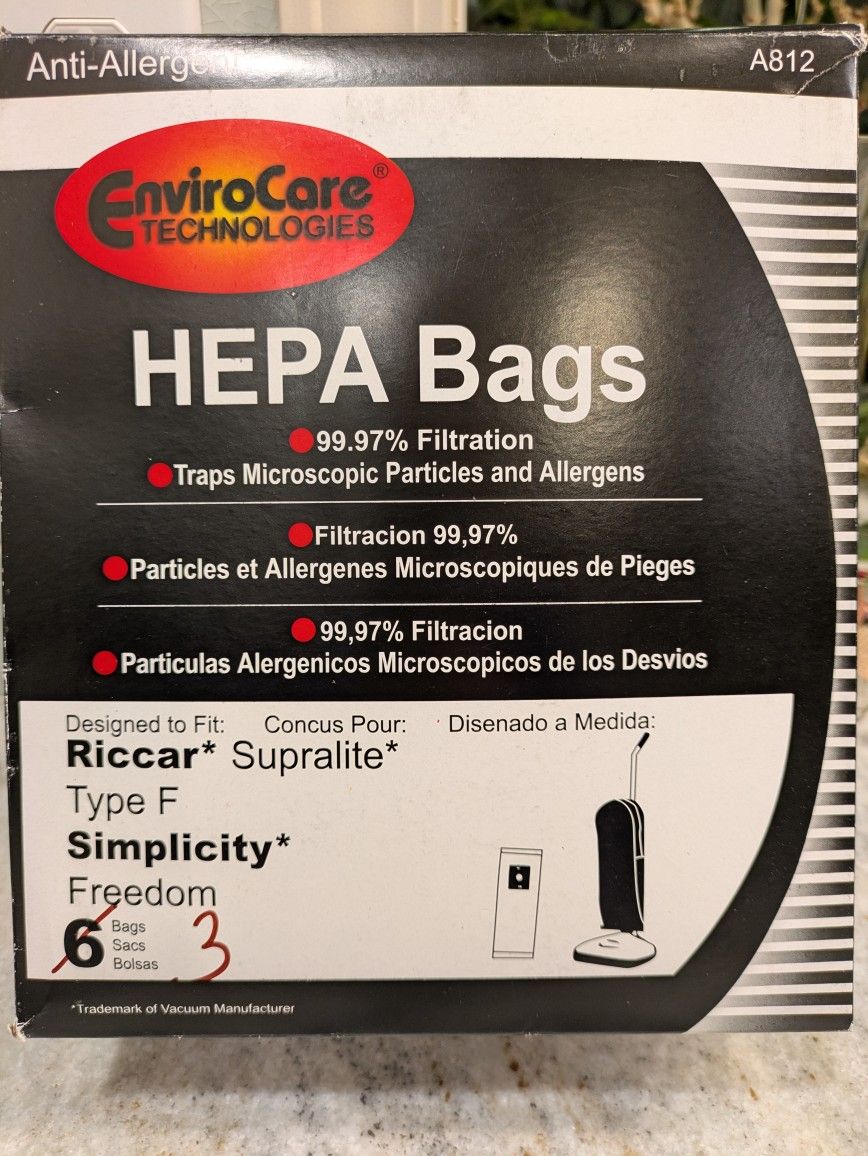 Anti-Allergen
A812
EnviroCare®
TECHNOLOGIES
HEPA Bags
99.97% Filtration
Traps Microscopic Particles and Allergens
Filtracion 99,97%
Particles et Allergenes Microscopiques de Pieges
99,97% Filtracion
Particulas Alergenicos Microscopicos de los Desvios
Designed to Fit: Concus Pour: Disenado a Medida:
Riccar* Supralite*
Type F
Simplicity*
Freedom
6 Bags
Sacs
Bolsas
3
*Trademark of Vacuum Manufacturer